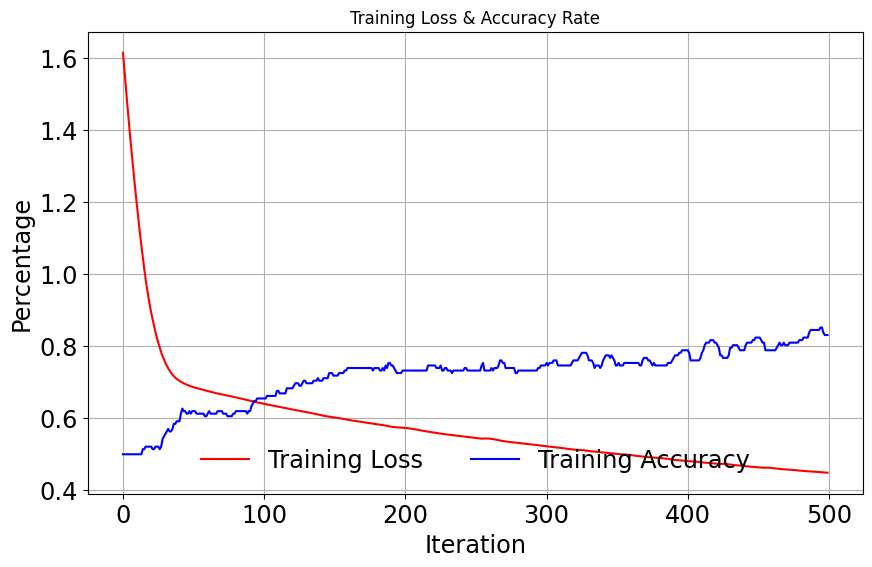 Training Loss & Accuracy Rate
Percentage
1.6
1.4
1.2
1.0
0.8
0.6
0.4
Training Loss Training Accuracy
0 100 200 300 400 500
Iteration